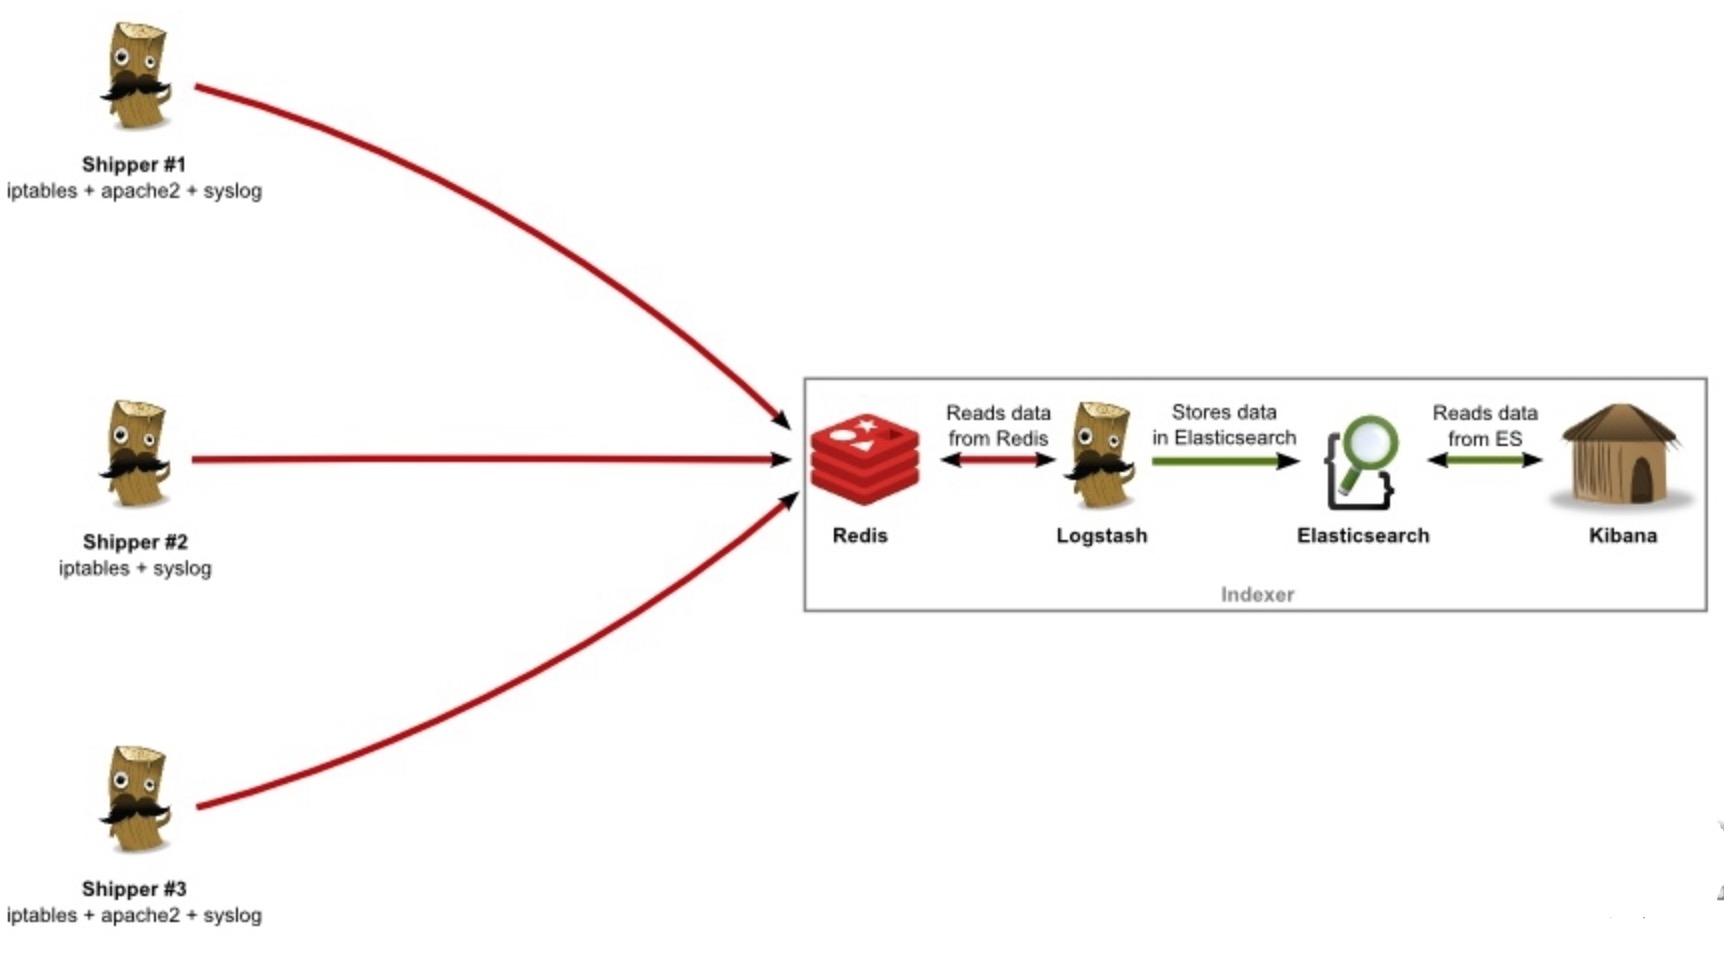 Shipper #1
iptables + apache2 + syslog
Shipper #2
iptables + syslog
Shipper #3
iptables + apache2 + syslog
Reads data
from Redis
Stores data
in Elasticsearch
Reads data
from ES
Redis
Logstash
Elasticsearch
Kibana
Indexer